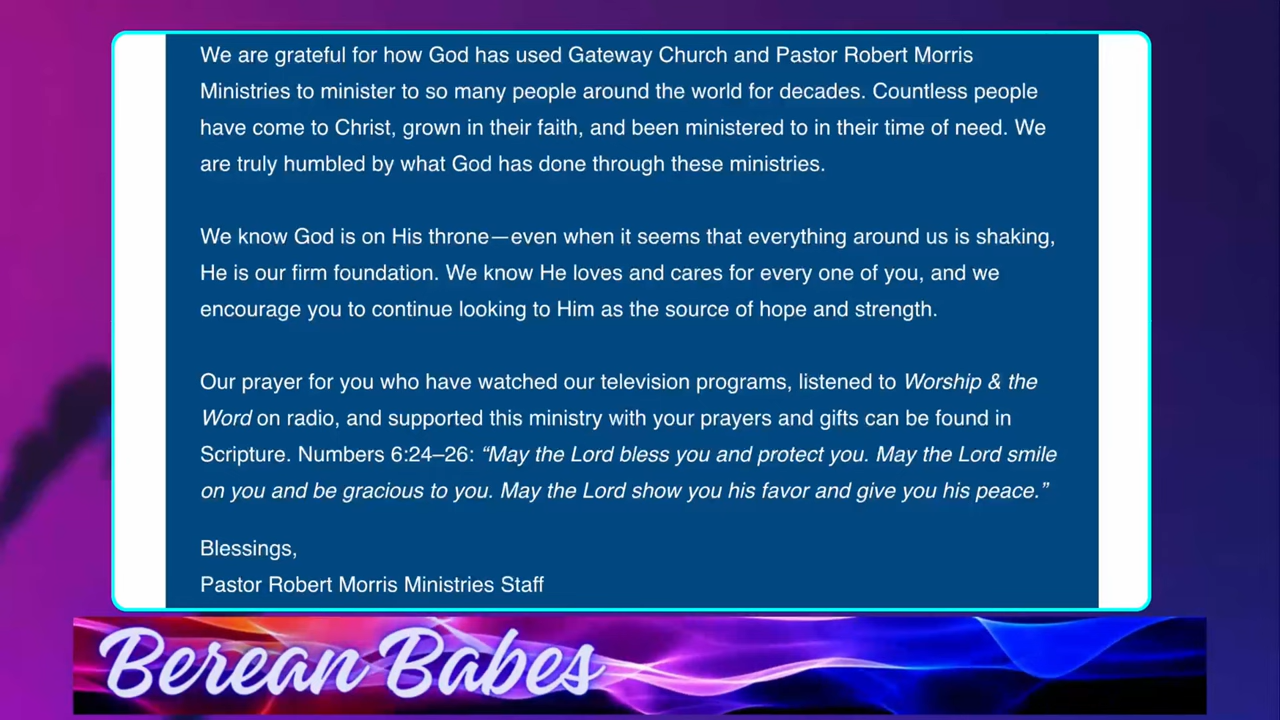 We are grateful for how God has used Gateway Church and Pastor Robert Morris
Ministries to minister to so many people around the world for decades. Countless people
have come to Christ, grown in their faith, and been ministered to in their time of need. We
are truly humbled by what God has done through these ministries.
We know God is on His throne—even when it seems that everything around us is shaking,
He is our firm foundation. We know He loves and cares for every one of you, and we
encourage you to continue looking to Him as the source of hope and strength.
Our prayer for you who have watched our television programs, listened to Worship & the
Word on radio, and supported this ministry with your prayers and gifts can be found in
Scripture. Numbers 6:24–26: “May the Lord bless you and protect you. May the Lord smile
on you and be gracious to you. May the Lord show you his favor and give you his peace.”
Blessings,
Pastor Robert Morris Ministries Staff
Berean Babes